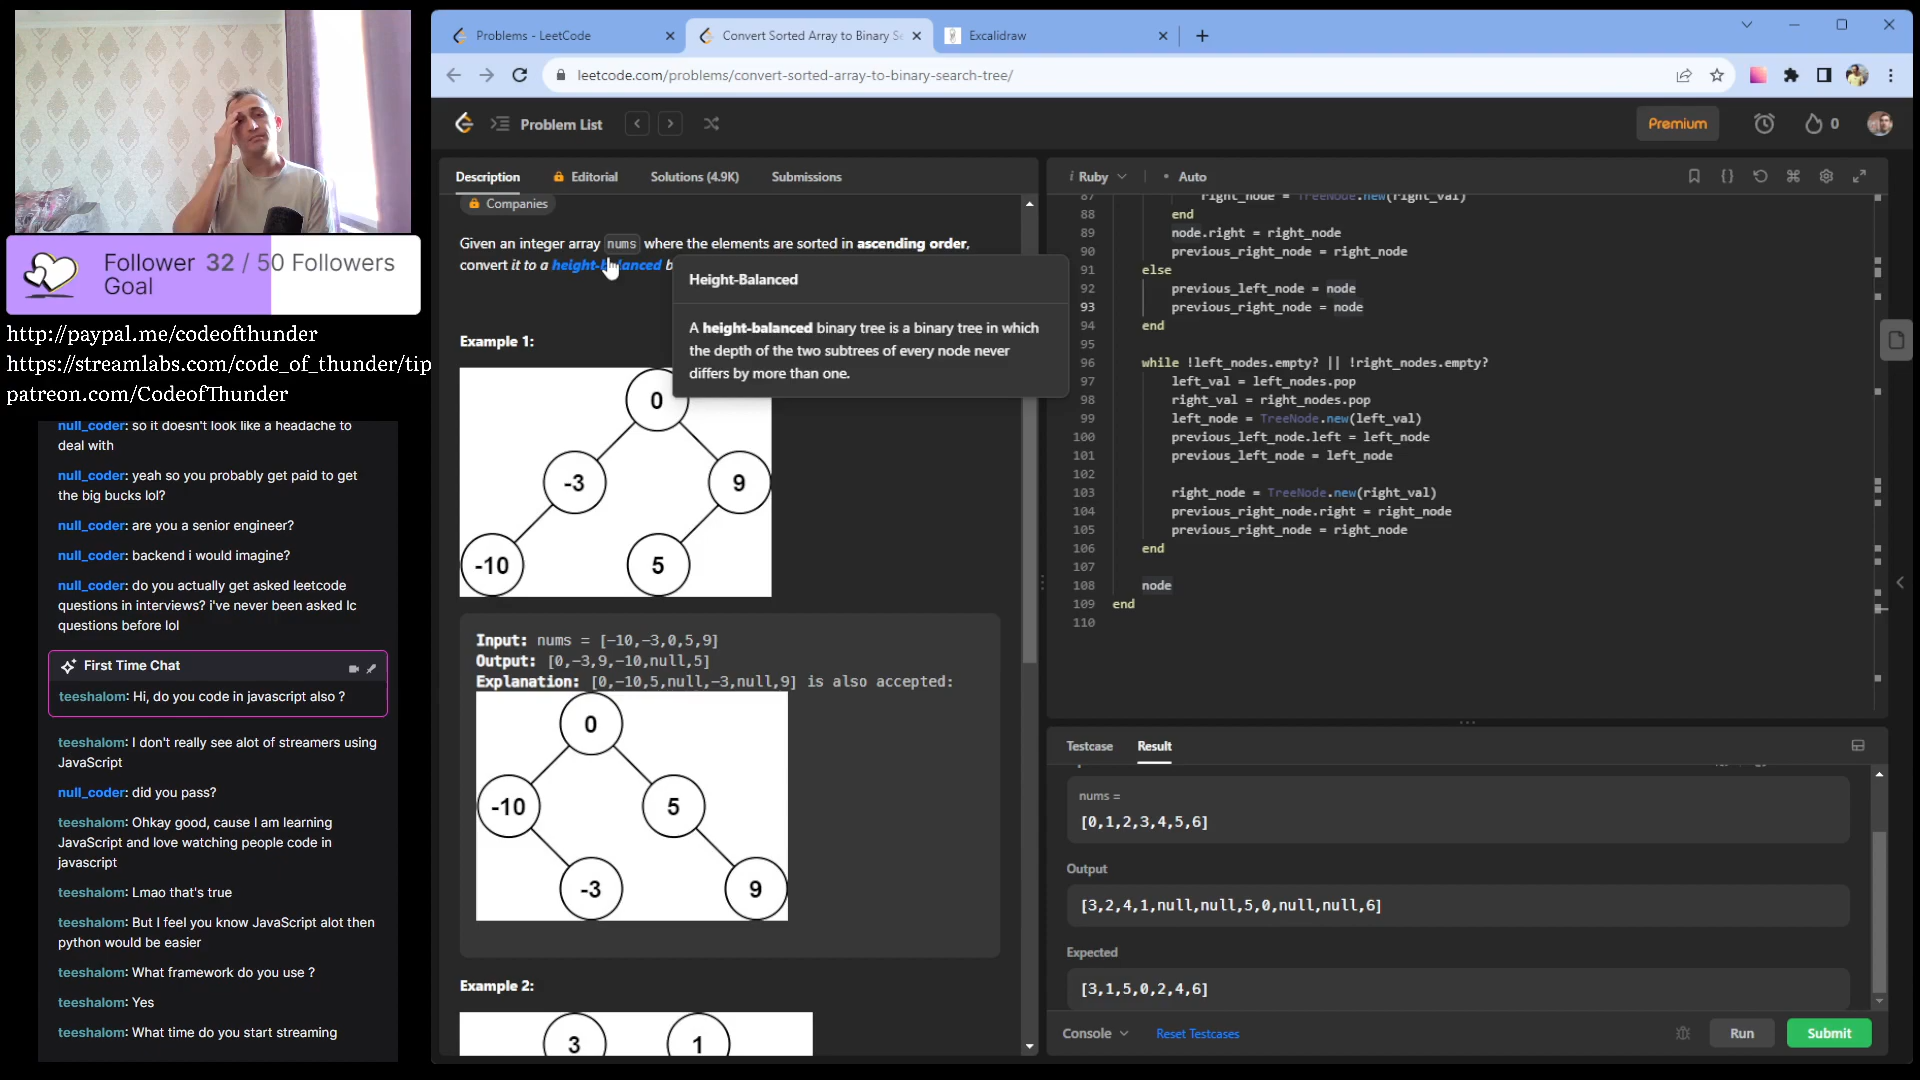 Problems - LeetCode
Convert Sorted Array to Binary Se
Excalidraw
leetcode.com/problems/convert-sorted-array-to-binary-search-tree/
Problem List
Premium
0
Description
Editorial
Solutions (4.9K)
Submissions
Companies
Given an integer array nums where the elements are sorted in ascending order,
convert it to a height-balanced b
Height-Balanced
A height-balanced binary tree is a binary tree in which
the depth of the two subtrees of every node never
differs by more than one.
Example 1:
0
-3
9
-10
5
Input: nums = [-10,-3,0,5,9]
Output: [0,-3,9,-10,null,5]
Explanation: [0,-10,5,null,-3,null,9] is also accepted:
0
-10
5
-3
9
Example 2:
3
1
i Ruby
• Auto
87 right_node = TreeNode.new(right_val)
88 end
89 node.right = right_node
90 previous_right_node = right_node
91 else
92 previous_left_node = node
93 previous_right_node = node
94 end
95
96 while !left_nodes.empty? || !right_nodes.empty?
97 left_val = left_nodes.pop
98 right_val = right_nodes.pop
99 left_node = TreeNode.new(left_val)
100 previous_left_node.left = left_node
101 previous_left_node = left_node
102
103 right_node = TreeNode.new(right_val)
104 previous_right_node.right = right_node
105 previous_right_node = right_node
106 end
107
108 node
109 end
110
Testcase
Result
nums =
[0,1,2,3,4,5,6]
Output
[3,2,4,1,null,null,5,0,null,null,6]
Expected
[3,1,5,0,2,4,6]
Console
Reset Testcases
Run
Submit
Follower 32 / 50 Followers
Goal
http://paypal.me/codeofthunder
https://streamlabs.com/code_of_thunder/tip
patreon.com/CodeofThunder
null_coder: so it doesn't look like a headache to
deal with
null_coder: yeah so you probably get paid to get
the big bucks lol?
null_coder: are you a senior engineer?
null_coder: backend i would imagine?
null_coder: do you actually get asked leetcode
questions in interviews? i've never been asked lc
questions before lol
First Time Chat
teeshalom: Hi, do you code in javascript also ?
teeshalom: I don't really see alot of streamers using
JavaScript
null_coder: did you pass?
teeshalom: Ohkay good, cause I am learning
JavaScript and love watching people code in
javascript
teeshalom: Lmao that's true
teeshalom: But I feel you know JavaScript alot then
python would be easier
teeshalom: What framework do you use ?
teeshalom: Yes
teeshalom: What time do you start streaming